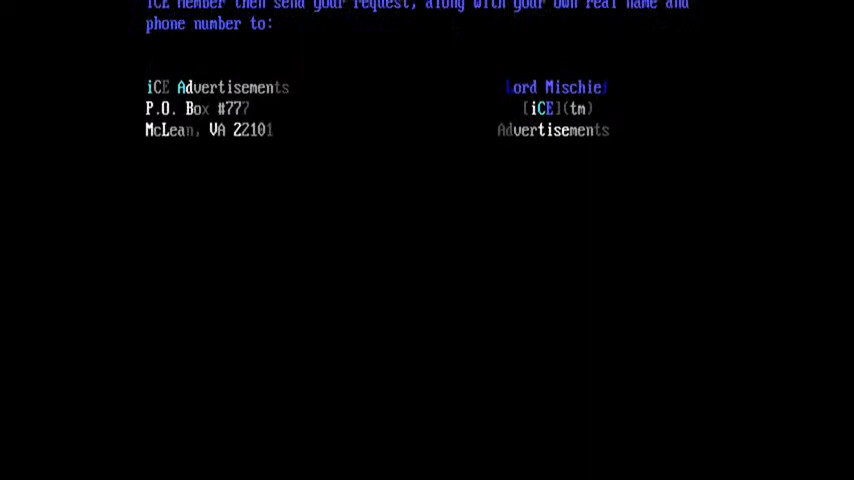 iCE Member then send your request, along with your own real name and
phone number to:
iCE Advertisements
P.O. Box #777
McLean, VA 22101
Lord Mischief
[iCE](tm)
Advertisements